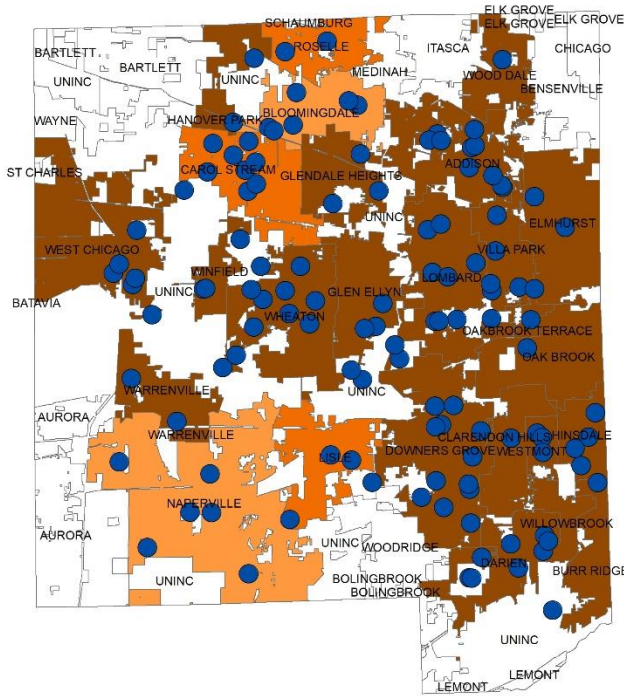 ELK GROVE
SCHAUMBURG
ELK GROVE
ELK GROVE
ROSELLE
ITASCA
CHICAGO
BARTLETT
BARTLETT
MEDINAH
UNINC
UNINC
WOOD DALE
BENSENVILLE
WAYNE
HANOVER PARK
BLOOMINGDALE
ADDISON
ST CHARLES
CAROL STREAM
GLENDALE HEIGHTS
UNINC
ELMHURST
WEST CHICAGO
VILLA PARK
WINFIELD
LOMBARD
UNINC
GLEN ELLYN
BATAVIA
WHEATON
OAKBROOK TERRACE
OAK BROOK
WARRENVILLE
UNINC
AURORA
WARRENVILLE
CLARENDON HILLS
HINSDALE
LISLE
DOWNERS GROVE
WESTMONT
NAPERVILLE
WILLOWBROOK
AURORA
UNINC
WOODRIDGE
DARIEN
BURR RIDGE
UNINC
BOLINGBROOK
BOLINGBROOK
UNINC
LEMONT
LEMONT